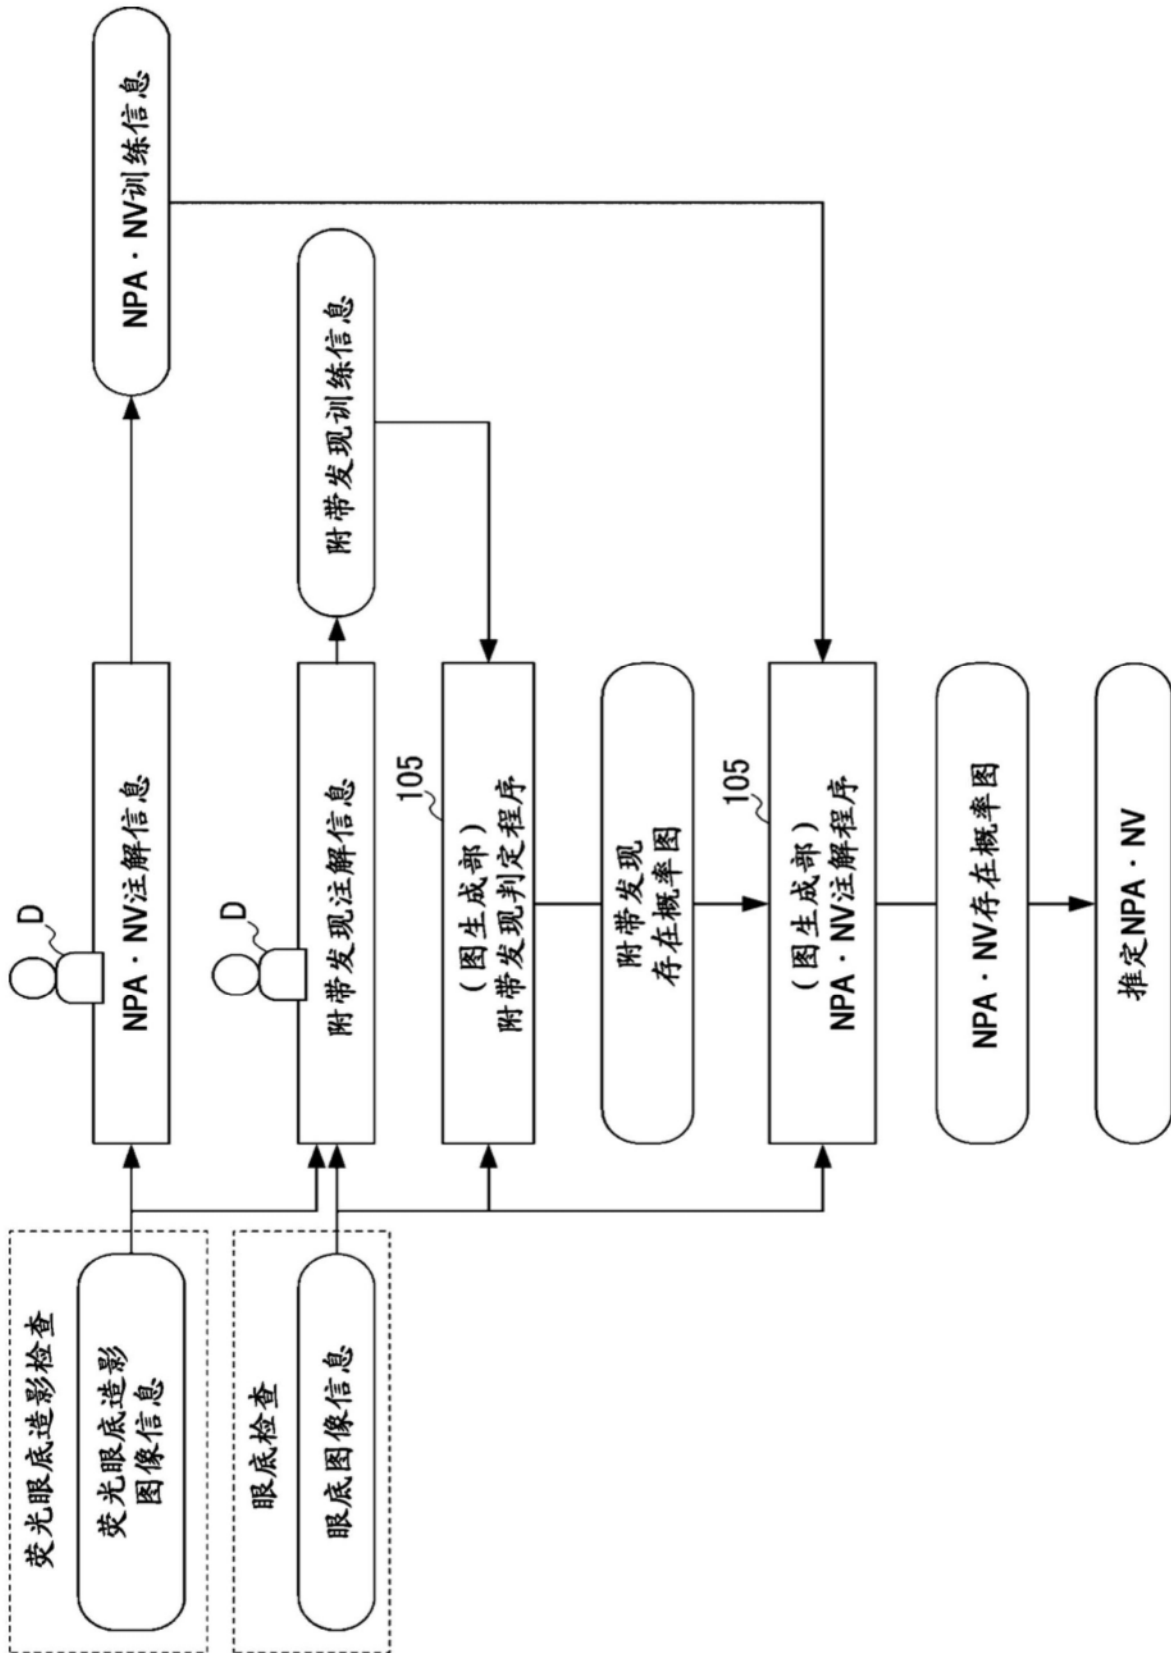 荧光眼底造影检查
荧光眼底造影
图像信息
D
NPA·NV注解信息
NPA·NV训练信息
眼底检查
眼底图像信息
D
附带发现注解信息
附带发现训练信息
105
(图生成部)
附带发现判定程序
附带发现
存在概率图
105
(图生成部)
NPA·NV注解程序
NPA·NV存在概率图
推定NPA·NV